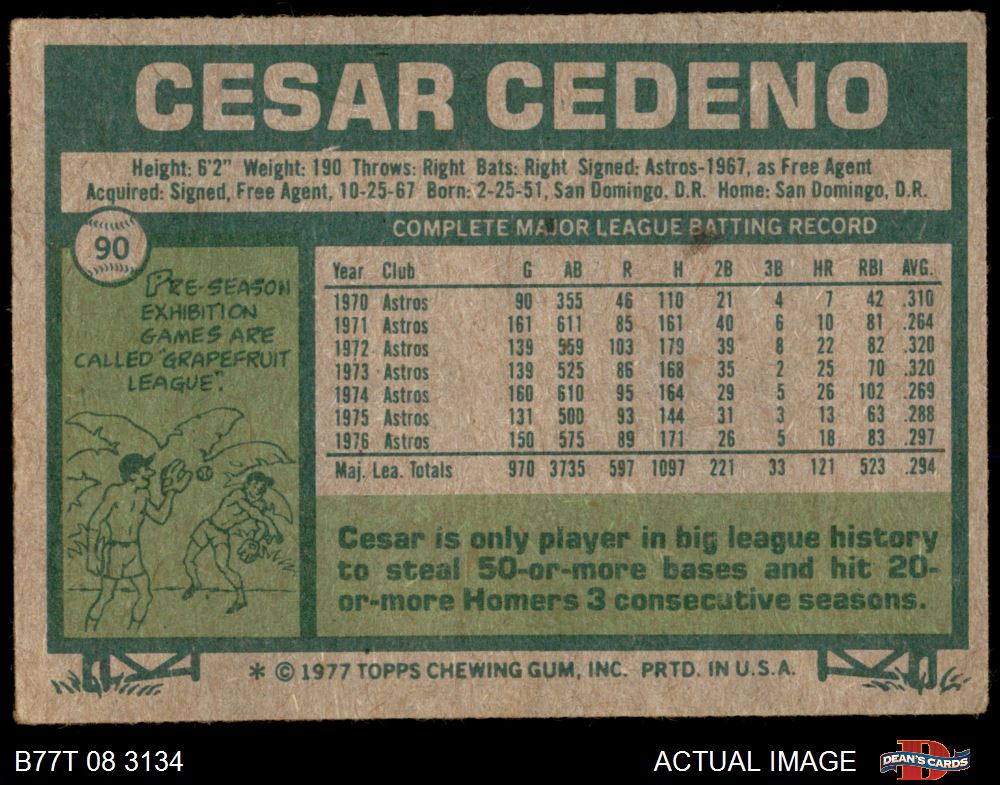 CESAR CEDENO
Height: 6'2" Weight: 190 Throws: Right Bats: Right Signed: Astros-1967, as Free Agent
Acquired: Signed, Free Agent, 10-25-67 Born: 2-25-51, San Domingo, D.R. Home: San Domingo, D.R.
90
PRE-SEASON
EXHIBITION
GAMES ARE
CALLED "GRAPEFRUIT
LEAGUE".
COMPLETE MAJOR LEAGUE BATTING RECORD
Year Club G AB R H 2B 3B HR RBI AVG.
1970 Astros 90 355 46 110 21 4 7 42 .310
1971 Astros 161 611 85 161 40 6 10 81 .264
1972 Astros 139 559 103 179 39 8 22 82 .320
1973 Astros 139 525 86 168 35 2 25 70 .320
1974 Astros 160 610 95 164 29 5 26 102 .269
1975 Astros 131 500 93 144 31 3 13 63 .288
1976 Astros 150 575 89 171 26 5 18 83 .297
Maj. Lea. Totals 970 3735 597 1097 221 33 121 523 .294
Cesar is only player in big league history
to steal 50-or-more bases and hit 20-
or-more Homers 3 consecutive seasons.
* © 1977 TOPPS CHEWING GUM, INC. PRTD. IN U.S.A.
B77T 08 3134
ACTUAL IMAGE
D
DEAN'S CARDS